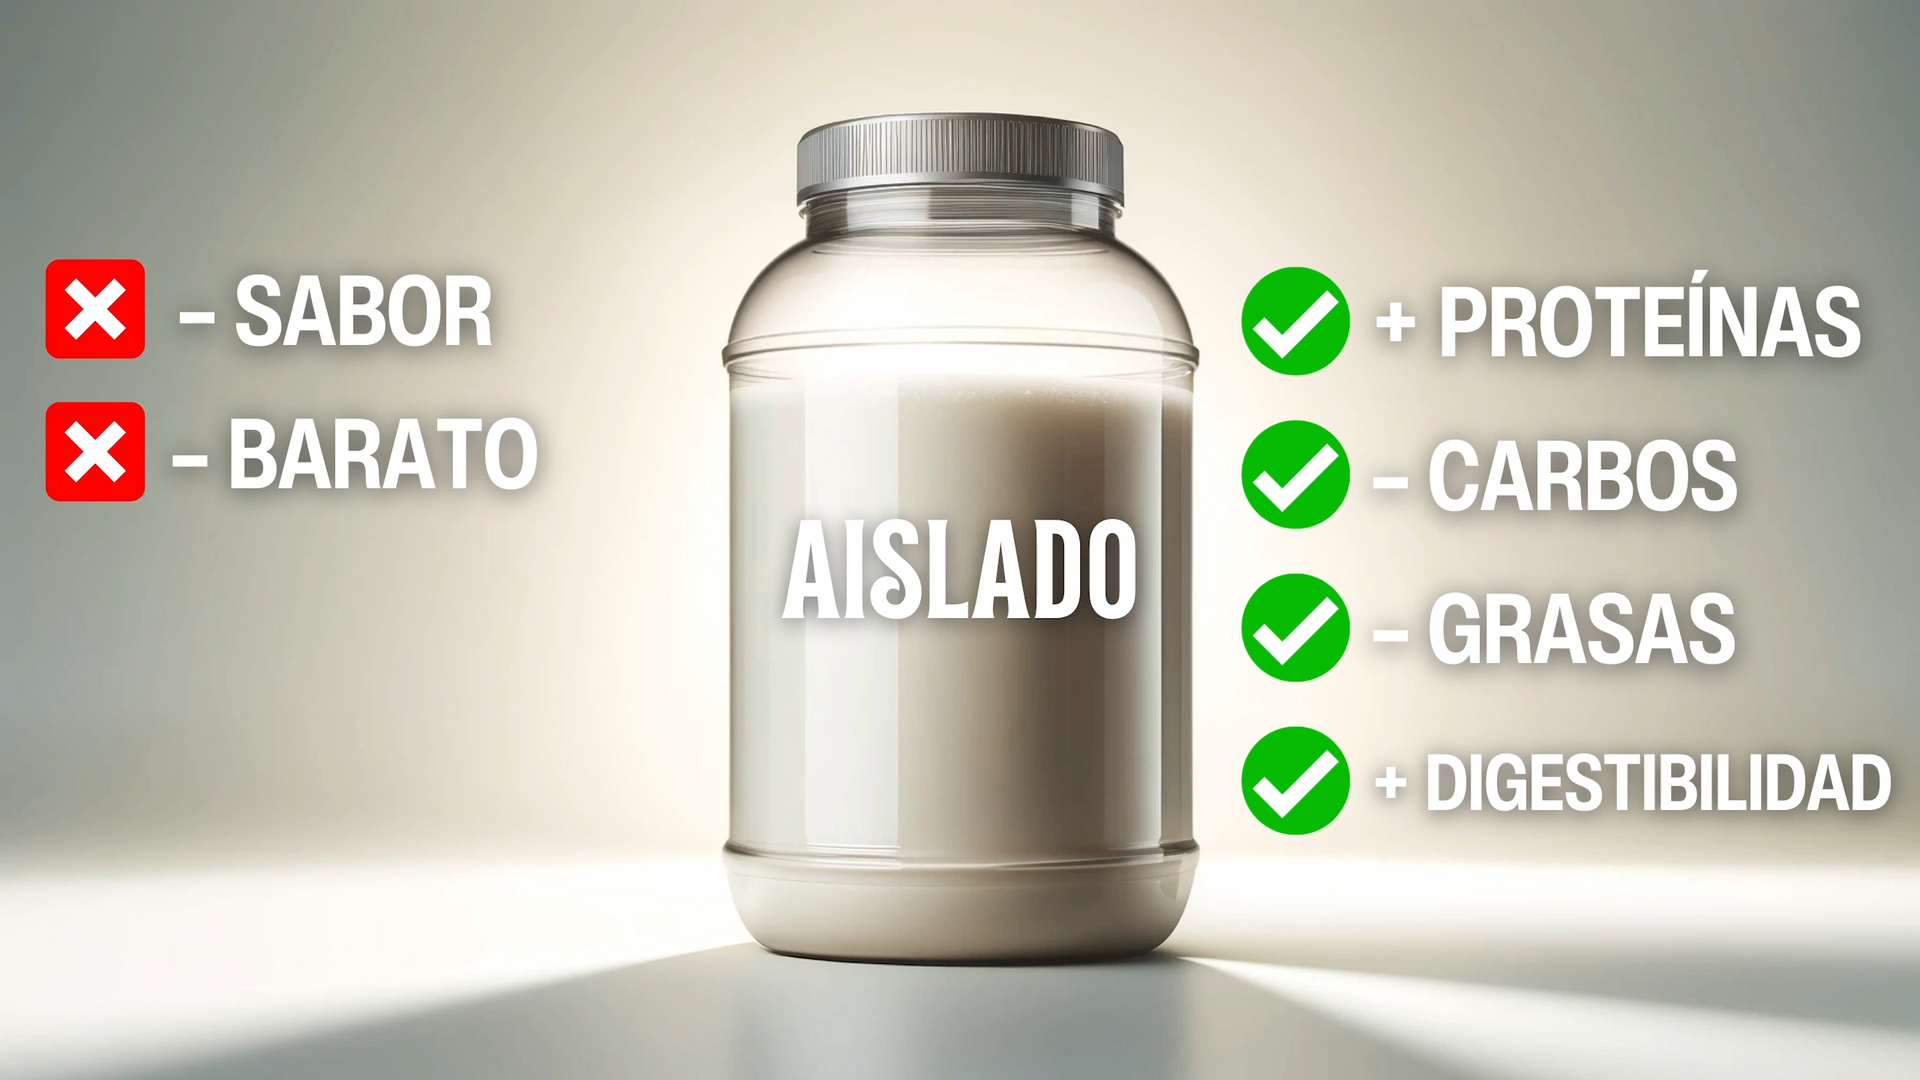 – SABOR
– BARATO
AISLADO
+ PROTEÍNAS
– CARBOS
– GRASAS
+ DIGESTIBILIDAD